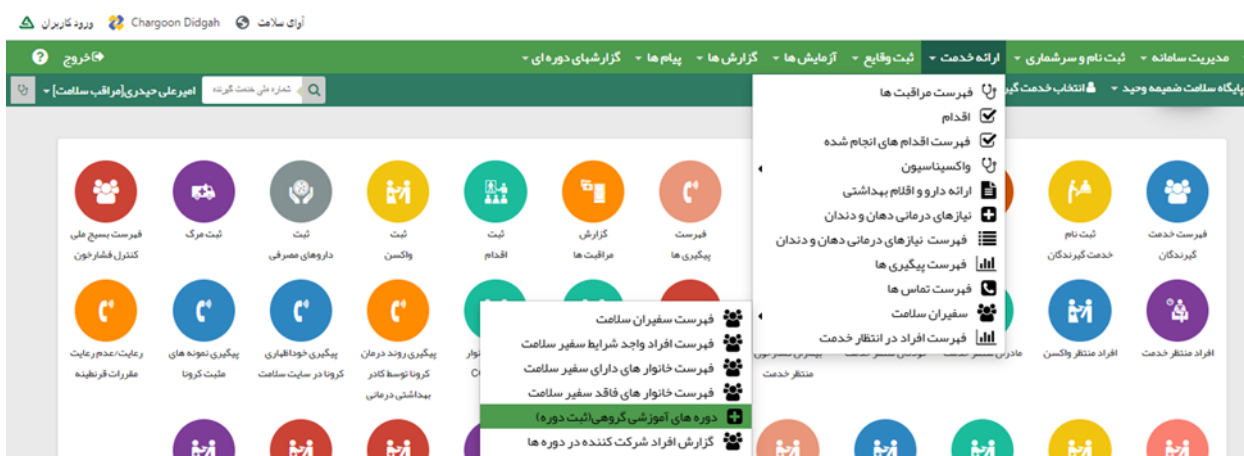 آوای سلامت Chargoon Didgah ورود کاربران
مدیریت سامانه ثبت نام و سرشماری ارائه خدمت ثبت وقایع آزمایش ها گزارش ها پیام ها گزارشهای دوره ای خروج
پایگاه سلامت ضمیمه وحید انتخاب خدمت گیر شماره ملی خدمت گیرنده امیرعلی حیدری[مراقب سلامت]
فهرست مراقبت ها
اقدام
فهرست اقدام های انجام شده
واکسیناسیون
ارائه دارو و اقلام بهداشتی
نیازهای درمانی دهان و دندان
فهرست نیازهای درمانی دهان و دندان
فهرست پیگیری ها
فهرست تماس ها
سفیران سلامت
فهرست افراد در انتظار خدمت
فهرست سفیران سلامت
فهرست افراد واجد شرایط سفیر سلامت
فهرست خانوار های دارای سفیر سلامت
فهرست خانوار های فاقد سفیر سلامت
دوره های آموزشی گروهی(ثبت دوره)
گزارش افراد شرکت کننده در دوره ها
فهرست خدمت
گیرندگان
ثبت نام
خدمت گیرندگان
فهرست
پیگیری ها
گزارش
مراقبت ها
ثبت
اقدام
ثبت
واکسن
ثبت
داروهای مصرفی
ثبت مرگ
فهرست بسیج ملی
کنترل فشارخون
افراد منتظر خدمت
افراد منتظر واکسن
منتظر خدمت
پیگیری روند درمان
کرونا توسط کادر
بهداشتی درمانی
پیگیری خوداظهاری
کرونا در سایت سلامت
پیگیری نمونه های
مثبت کرونا
رعایت/عدم رعایت
مقررات قرنطینه